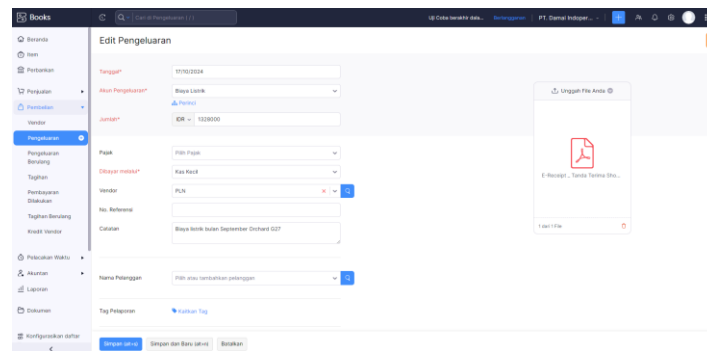 Books
Cari di Pengeluaran ( / )
Uji Coba berakhir dala...
Berlangganan
PT. Damai Indoper...
Beranda
Item
Perbankan
Penjualan
Pembelian
Vendor
Pengeluaran
Pengeluaran
Berulang
Tagihan
Pembayaran
Dilakukan
Tagihan Berulang
Kredit Vendor
Pelacakan Waktu
Akuntan
Laporan
Dokumen
Konfigurasikan daftar
Edit Pengeluaran
Tanggal*
17/10/2024
Akun Pengeluaran*
Biaya Listrik
Perinci
Jumlah*
IDR
1328000
Pajak
Pilih Pajak
Dibayar melalui*
Kas Kecil
Vendor
PLN
No. Referensi
Catatan
Biaya listrik bulan September Orchard G27
Nama Pelanggan
Pilih atau tambahkan pelanggan
Tag Pelaporan
Kaitkan Tag
Simpan (alt+s)
Simpan dan Baru (alt+n)
Batalkan
Unggah File Anda
E-Receipt _ Tanda Terima Sho...
1 dari 1 File